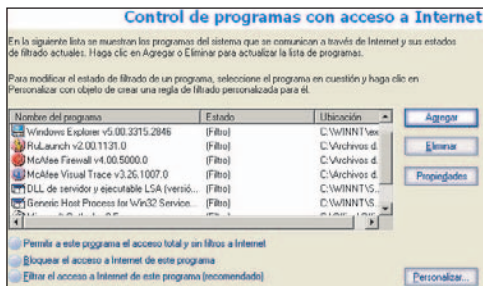 Control de programas con acceso a Internet
En la siguiente lista se muestran los programas del sistema que se comunican a través de Internet y sus estados
de filtrado actuales. Haga clic en Agregar o Eliminar para actualizar la lista de programas.
Para modificar el estado de filtrado de un programa, seleccione el programa en cuestión y haga clic en
Personalizar con objeto de crear una regla de filtrado personalizada para él.
Nombre del programa Estado Ubicación
Windows Explorer v5.00.3315.2846 (Filtro) C:\WINNT\ex
RuLaunch v2.00.1131.0 (Filtro) C:\Archivos d.
McAfee Firewall v4.00.5000.0 (Filtro) C:\Archivos d.
McAfee Visual Trace v3.26.1007.0 (Filtro) C:\Archivos d.
DLL de servidor y ejecutable LSA (versió... (Filtro) C:\WINNT\S..
Generic Host Process for Win32 Service... (Filtro) C:\WINNT\S..
Agregar
Eliminar
Propiedades
Permitir a este programa el acceso total y sin filtros a Internet
Bloquear el acceso a Internet de este programa
Filtrar el acceso a Internet de este programa (recomendado)
Personalizar...